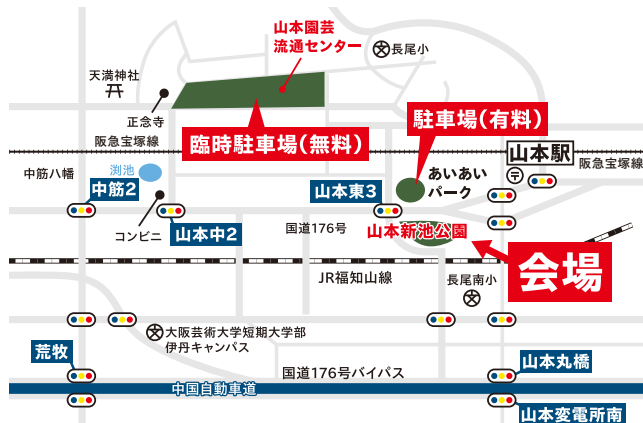 山本園芸
流通センター
長尾小
天満神社
正念寺
駐車場(有料)
臨時駐車場(無料)
阪急宝塚線
山本駅
阪急宝塚線
中筋八幡
渕池
あいあい
パーク
中筋2
山本東3
コンビニ
山本中2
国道176号
山本新池公園
会場
JR福知山線
長尾南小
大阪芸術大学短期大学部
伊丹キャンパス
荒牧
国道176号バイパス
山本丸橋
中国自動車道
山本変電所南